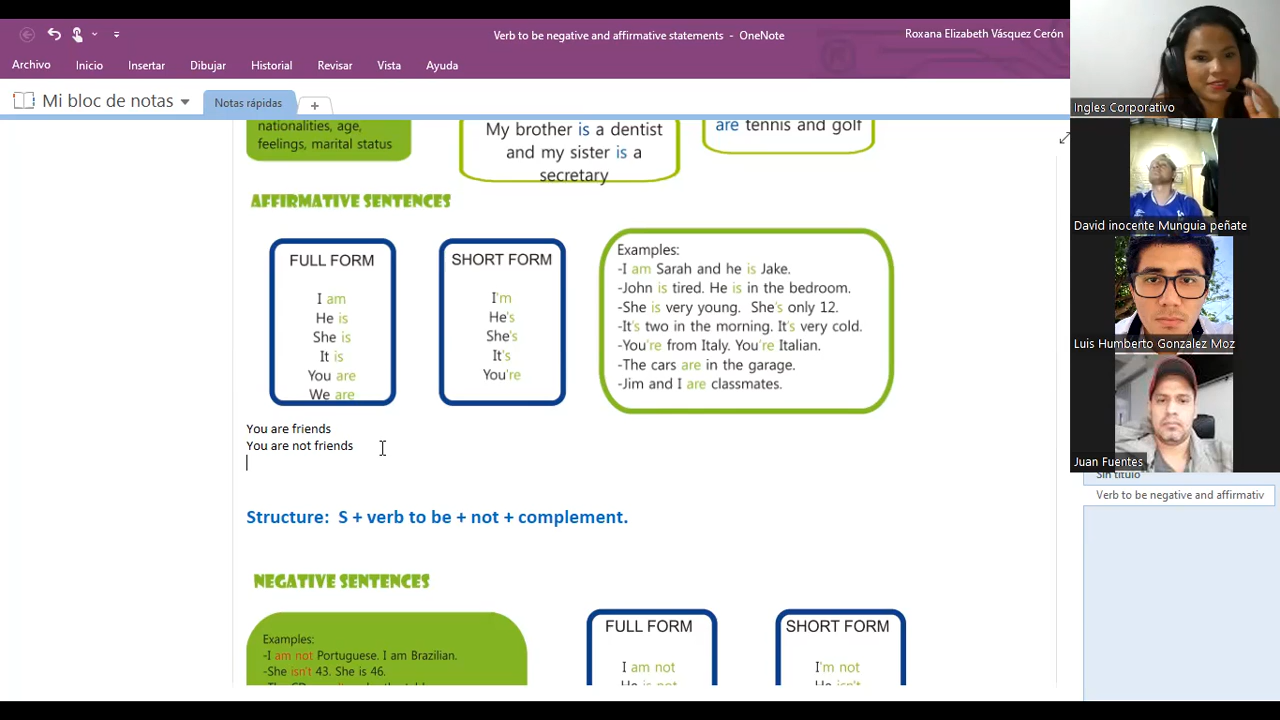 Verb to be negative and affirmative statements - OneNote
Roxana Elizabeth Vásquez Cerón
Archivo Inicio Insertar Dibujar Historial Revisar Vista Ayuda
Mi bloc de notas
Notas rápidas
+
nationalities, age,
feelings, marital status
My brother is a dentist
and my sister is a
secretary
are tennis and golf
AFFIRMATIVE SENTENCES
FULL FORM
I am
He is
She is
It is
You are
We are
SHORT FORM
I'm
He's
She's
It's
You're
Examples:
-I am Sarah and he is Jake.
-John is tired. He is in the bedroom.
-She is very young. She's only 12.
-It's two in the morning. It's very cold.
-You're from Italy. You're Italian.
-The cars are in the garage.
-Jim and I are classmates.
You are friends
You are not friends
Structure: S + verb to be + not + complement.
NEGATIVE SENTENCES
Examples:
-I am not Portuguese. I am Brazilian.
-She isn't 43. She is 46.
FULL FORM
I am not
He is not
SHORT FORM
I'm not
He isn't
Ingles Corporativo
David inocente Munguia peñate
Luis Humberto Gonzalez Moz
Juan Fuentes
Sin título
Verb to be negative and affirmativ